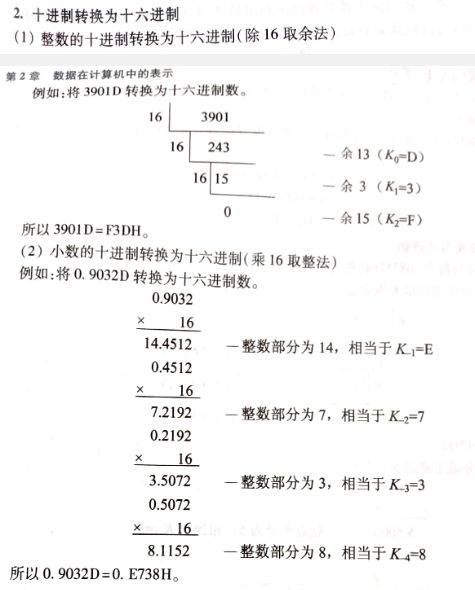 2. 十进制转换为十六进制
(1) 整数的十进制转换为十六进制(除 16 取余法)
第 2 章 数据在计算机中的表示
例如:将 3901D 转换为十六进制数。
16 3901
16 243 — 余 13 (K₀=D)
16 15 — 余 3 (K₁=3)
0 — 余 15 (K₂=F)
所以 3901D=F3DH。
(2) 小数的十进制转换为十六进制(乘 16 取整法)
例如:将 0. 9032D 转换为十六进制数。
0.9032
× 16
14.4512 — 整数部分为 14，相当于 K₋₁=E
0.4512
× 16
7.2192 — 整数部分为 7，相当于 K₋₂=7
0.2192
× 16
3.5072 — 整数部分为 3，相当于 K₋₃=3
0.5072
× 16
8.1152 — 整数部分为 8，相当于 K₋₄=8
所以 0. 9032D=0. E738H。